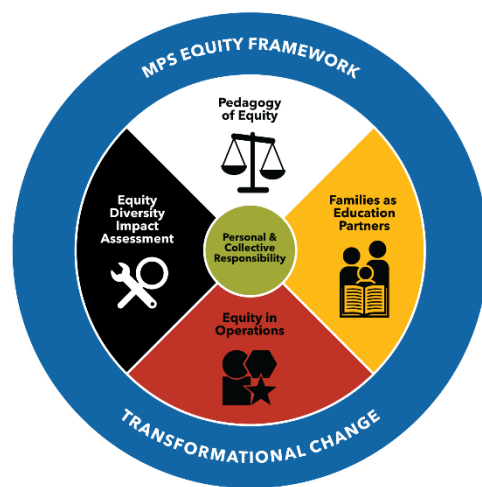 MPS EQUITY FRAMEWORK
Pedagogy
of Equity
Equity
Diversity
Impact
Assessment
Families as
Education
Partners
Personal &
Collective
Responsibility
Equity in
Operations
TRANSFORMATIONAL CHANGE